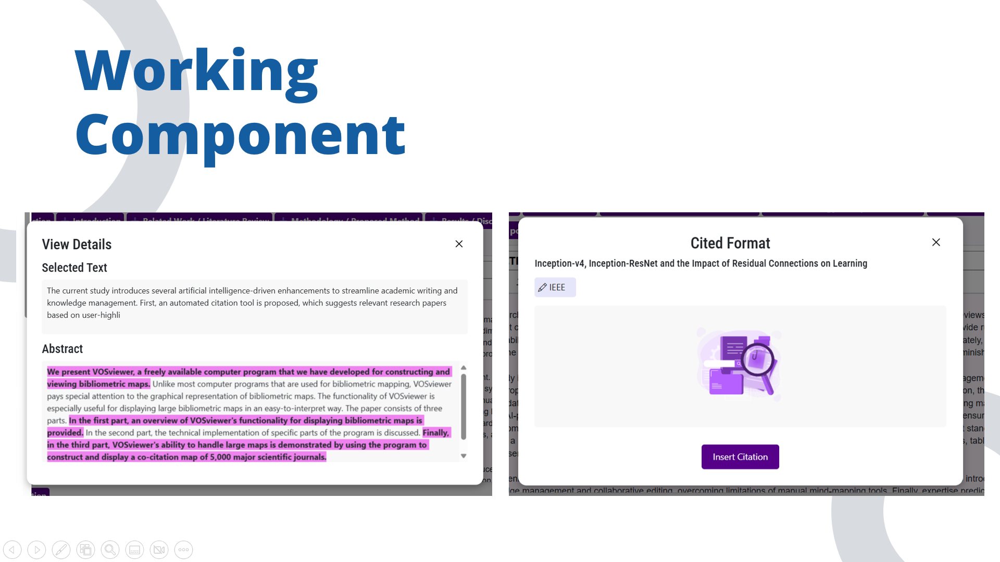 Working
Component
Introduction
Related Work / Literature Review
Methodology / Proposed Method
Results / Disc
View Details
Selected Text
The current study introduces several artificial intelligence-driven enhancements to streamline academic writing and
knowledge management. First, an automated citation tool is proposed, which suggests relevant research papers
based on user-highli
Abstract
We present VOSviewer, a freely available computer program that we have developed for constructing and
viewing bibliometric maps. Unlike most computer programs that are used for bibliometric mapping, VOSviewer
pays special attention to the graphical representation of bibliometric maps. The functionality of VOSviewer is
especially useful for displaying large bibliometric maps in an easy-to-interpret way. The paper consists of three
parts. In the first part, an overview of VOSviewer's functionality for displaying bibliometric maps is
provided. In the second part, the technical implementation of specific parts of the program is discussed. Finally,
in the third part, VOSviewer's ability to handle large maps is demonstrated by using the program to
construct and display a co-citation map of 5,000 major scientific journals.
Cited Format
Inception-v4, Inception-ResNet and the Impact of Residual Connections on Learning
IEEE
Insert Citation
ge management and collaborative editing, overcoming limitations of manual mind-mapping tools. Finally, expertise predic